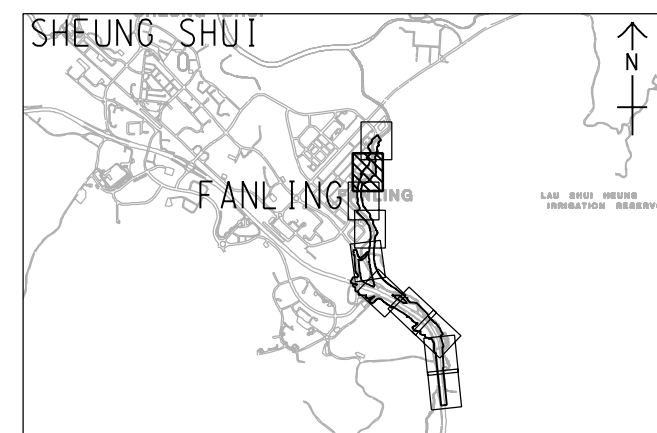 SHEUNG SHUI
N
FANLING
FANLING
LAU SHUI HEUNG
IRRIGATION RESERV